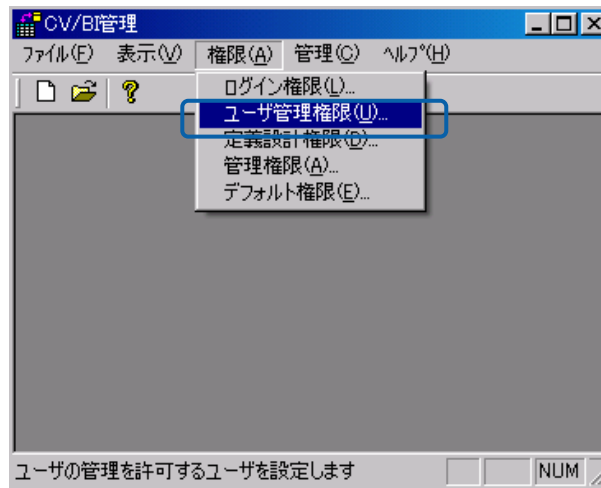 CV/BI管理
ファイル(F) 表示(V) 権限(A) 管理(C) ヘルプ(H)
ログイン権限(L)...
ユーザ管理権限(U)...
定義設計権限(D)...
管理権限(A)...
デフォルト権限(E)...
ユーザの管理を許可するユーザを設定します NUM